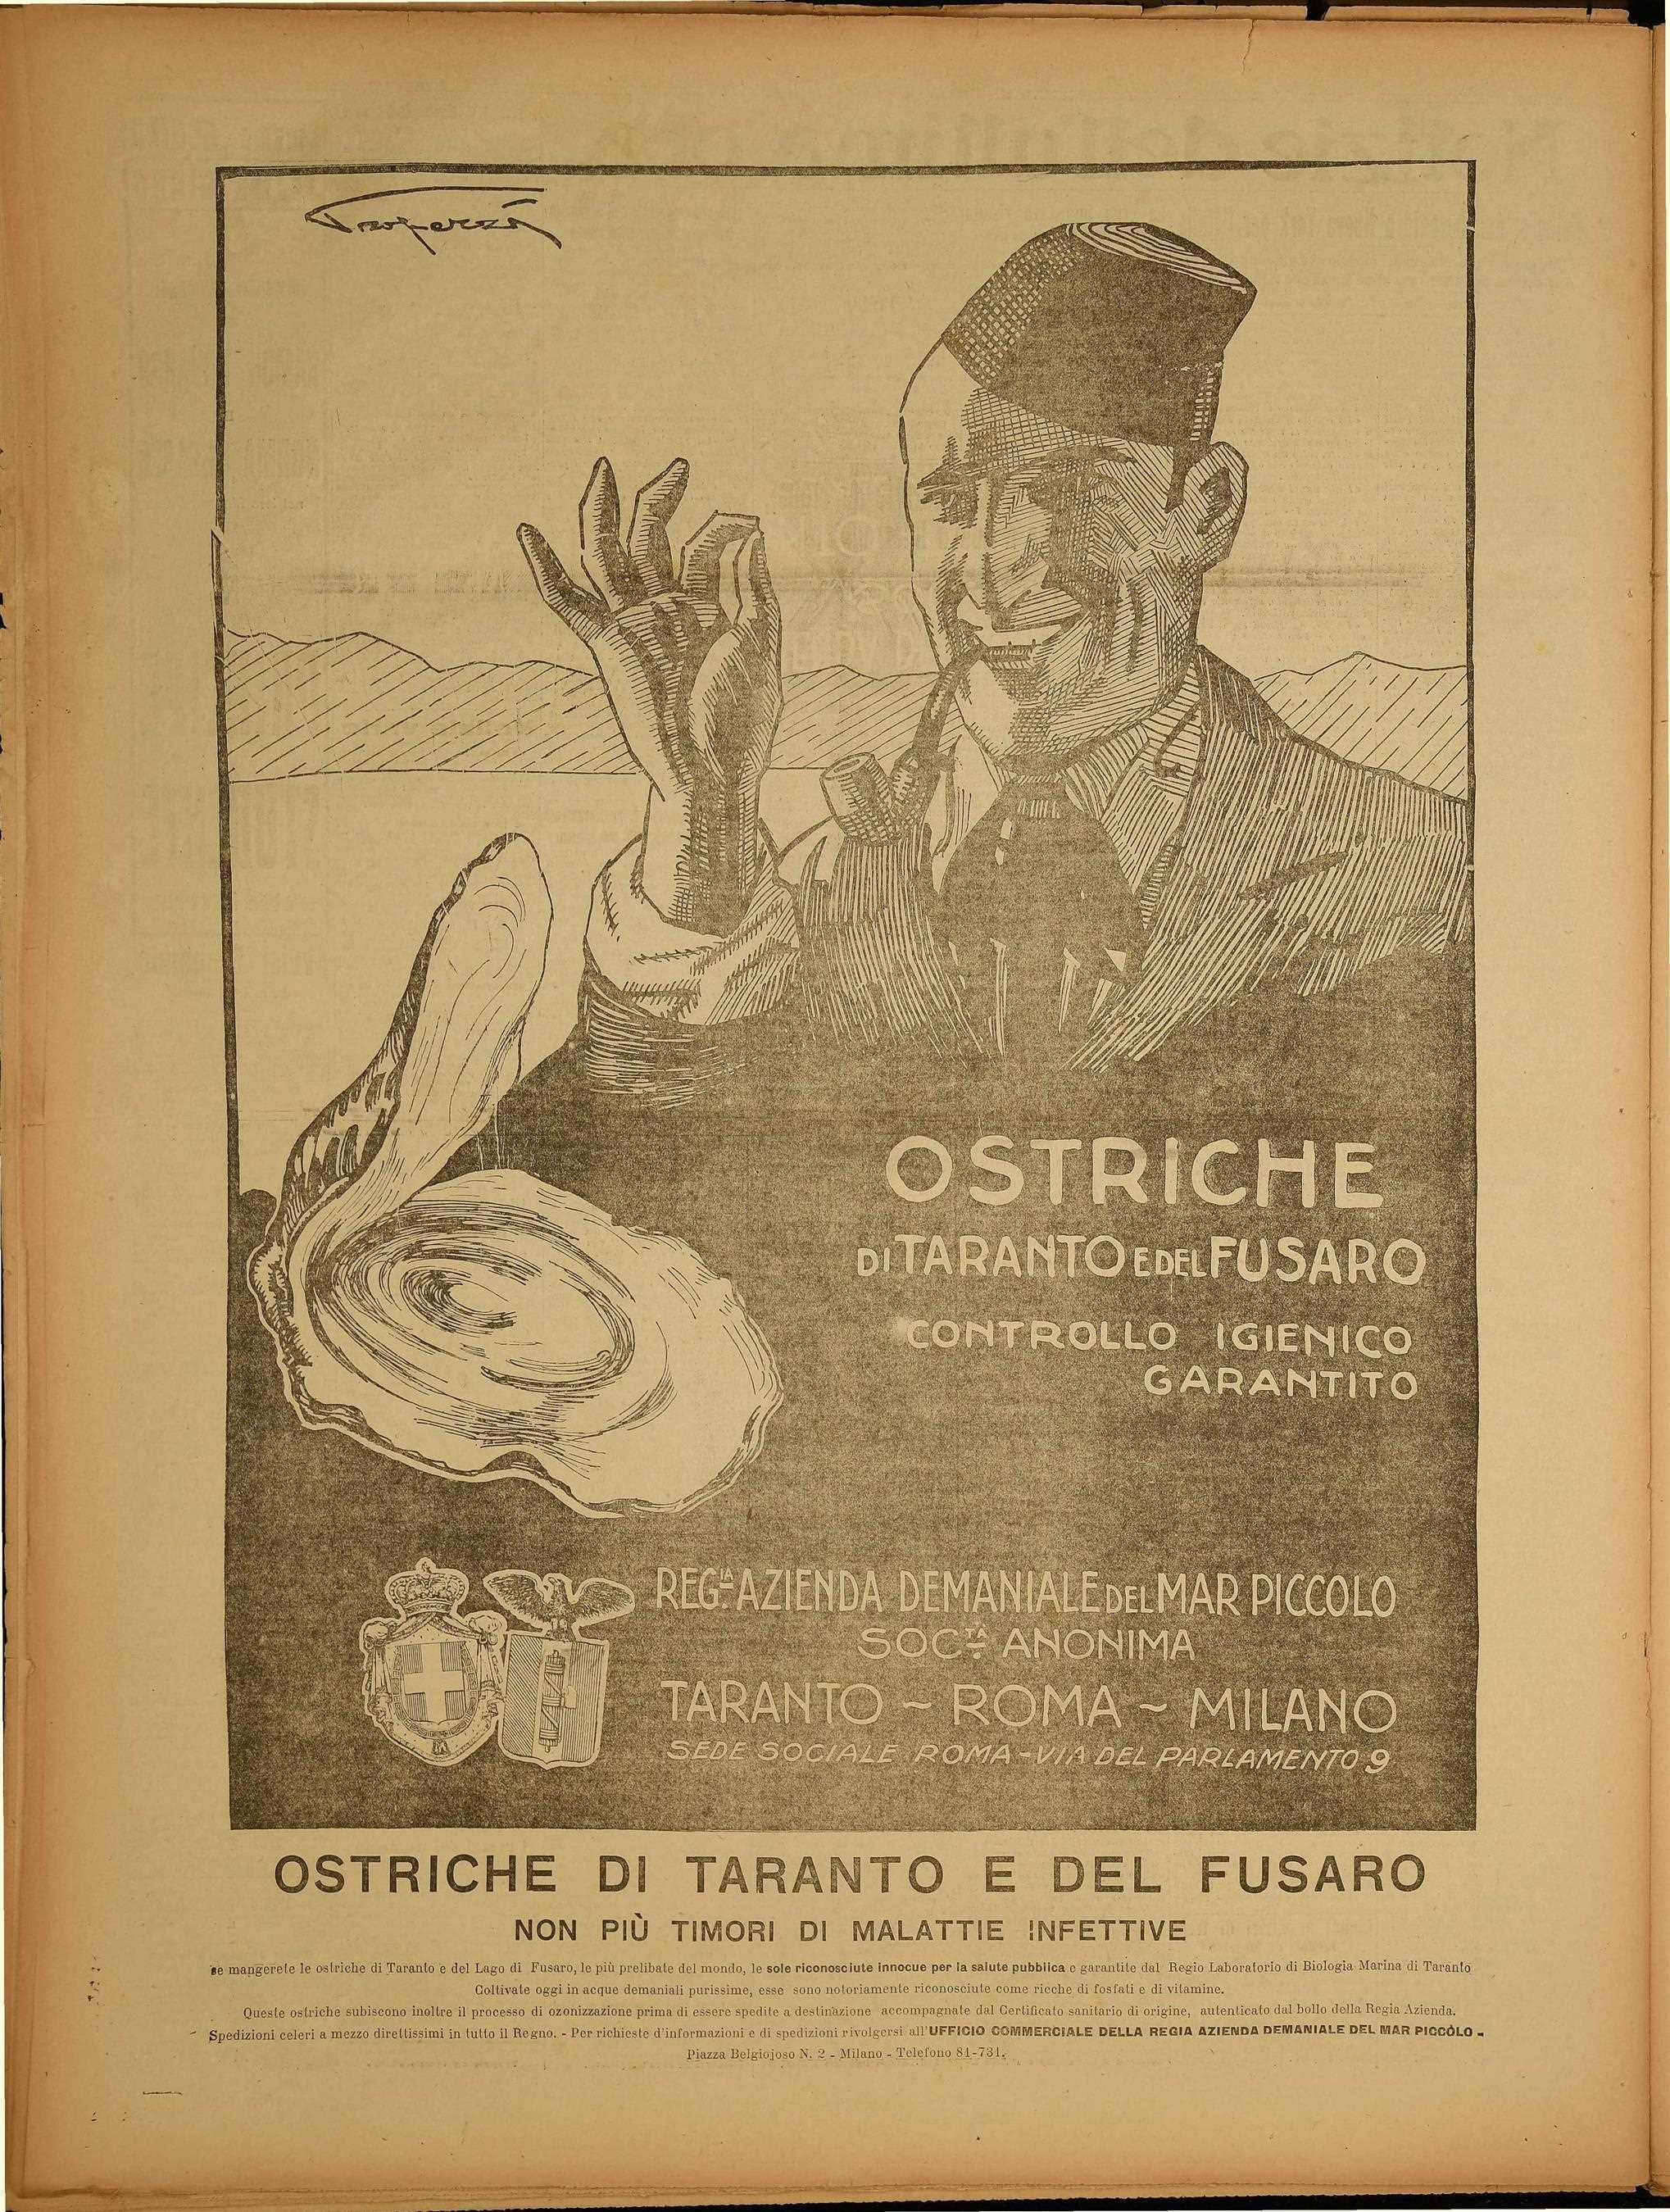 OSTRICHE
DI TARANTO E DEL FUSARO
CONTROLLO IGIENICO
GARANTITO
REG.IA AZIENDA DEMANIALE DEL MAR PICCOLO
SOC.TA ANONIMA
TARANTO - ROMA - MILANO
SEDE SOCIALE ROMA - VIA DEL PARLAMENTO 9
OSTRICHE DI TARANTO E DEL FUSARO
NON PIÙ TIMORI DI MALATTIE INFETTIVE
se mangerete le ostriche di Taranto e del Lago di Fusaro, le più prelibate del mondo, le sole riconosciute innocue per la salute pubblica e garantite dal Regio Laboratorio di Biologia Marina di Taranto
Coltivate oggi in acque demaniali purissime, esse sono notoriamente riconosciute come ricche di fosfati e di vitamine.
Queste ostriche subiscono inoltre il processo di ozonizzazione prima di essere spedite a destinazione accompagnate dal Certificato sanitario di origine, autenticato dal bollo della Regia Azienda.
Spedizioni celeri a mezzo direttissimi in tutto il Regno. - Per richieste d'informazioni e di spedizioni rivolgersi all'UFFICIO COMMERCIALE DELLA REGIA AZIENDA DEMANIALE DEL MAR PICCOLO -
Piazza Belgiojoso N. 2 - Milano - Telefono 81-731.